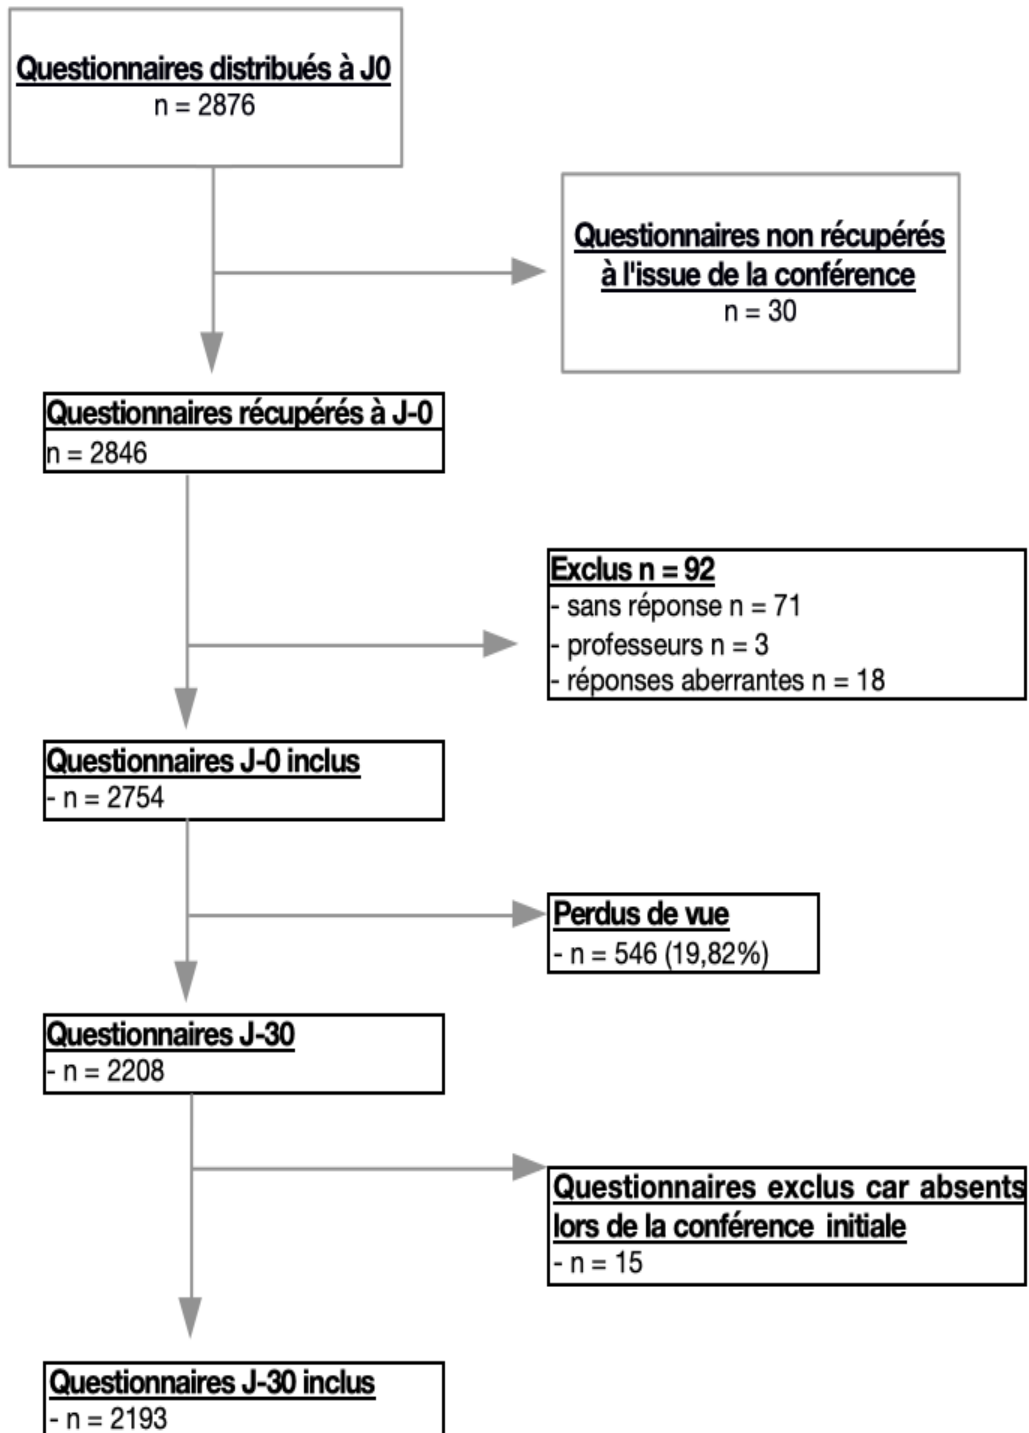 Questionnaires distribués à J0
n = 2876
Questionnaires non récupérés
à l'issue de la conférence
n = 30
Questionnaires récupérés à J-0
n = 2846
Exclus n = 92
- sans réponse n = 71
- professeurs n = 3
- réponses aberrantes n = 18
Questionnaires J-0 inclus
- n = 2754
Perdus de vue
- n = 546 (19,82%)
Questionnaires J-30
- n = 2208
Questionnaires exclus car absents
lors de la conférence initiale
- n = 15
Questionnaires J-30 inclus
- n = 2193